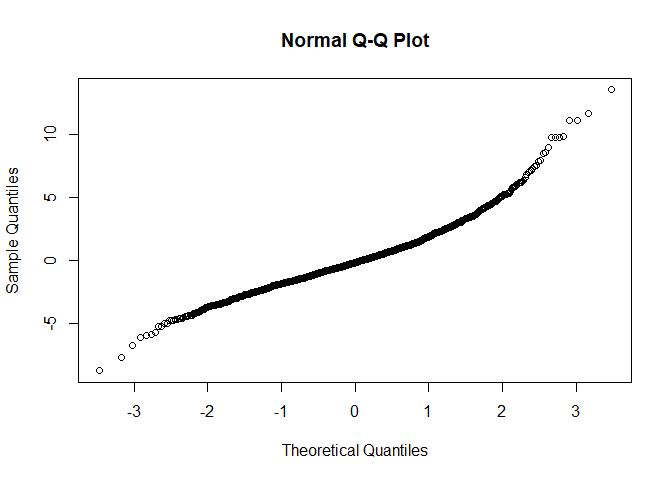 Normal Q-Q Plot
Sample Quantiles
10
5
0
-5
-3 -2 -1 0 1 2 3
Theoretical Quantiles